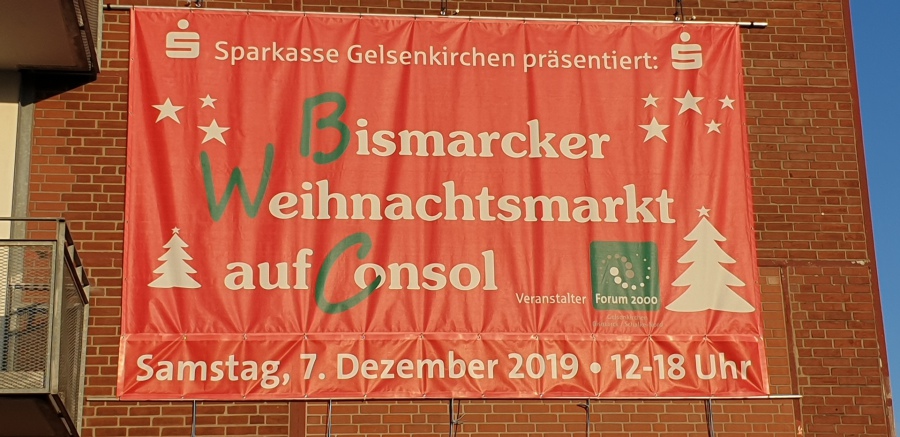 Sparkasse Gelsenkirchen präsentiert:
Bismarcker
Weihnachtsmarkt
auf Consol
Veranstalter Forum 2000
Samstag, 7. Dezember 2019 • 12-18 Uhr